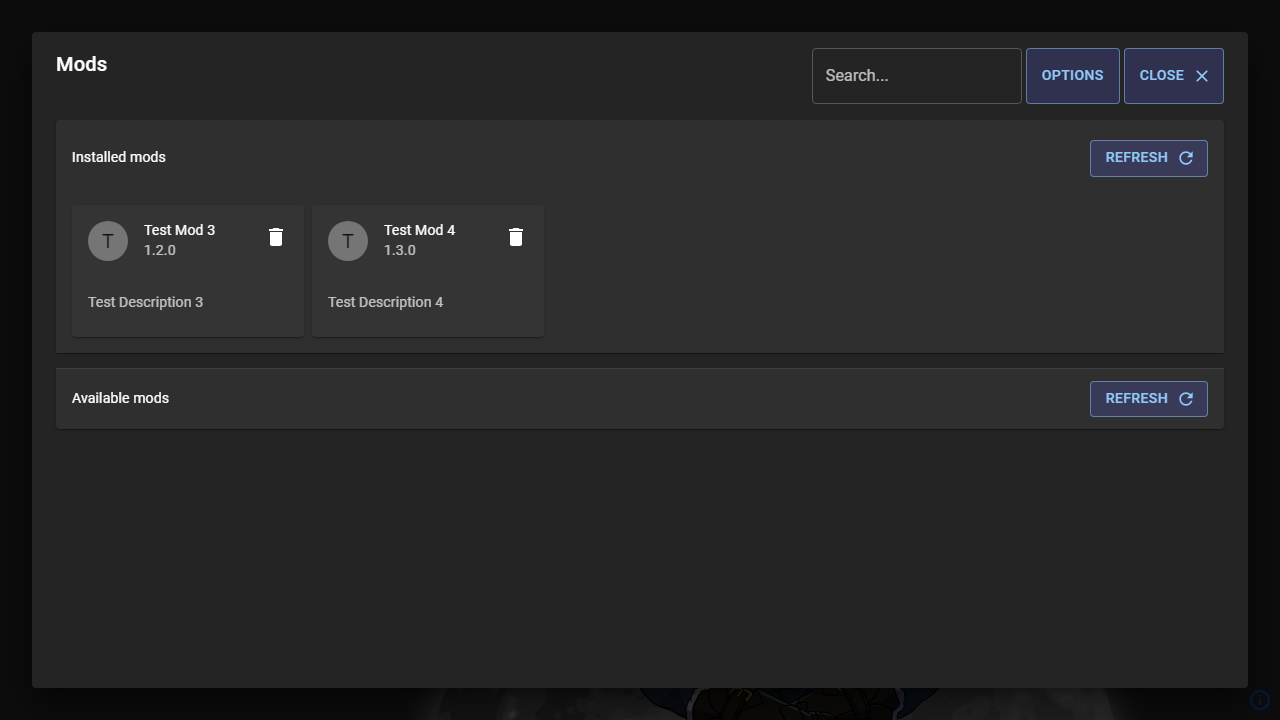 Mods
Search...
OPTIONS
CLOSE
Installed mods
REFRESH
T
Test Mod 3
1.2.0
Test Description 3
T
Test Mod 4
1.3.0
Test Description 4
Available mods
REFRESH